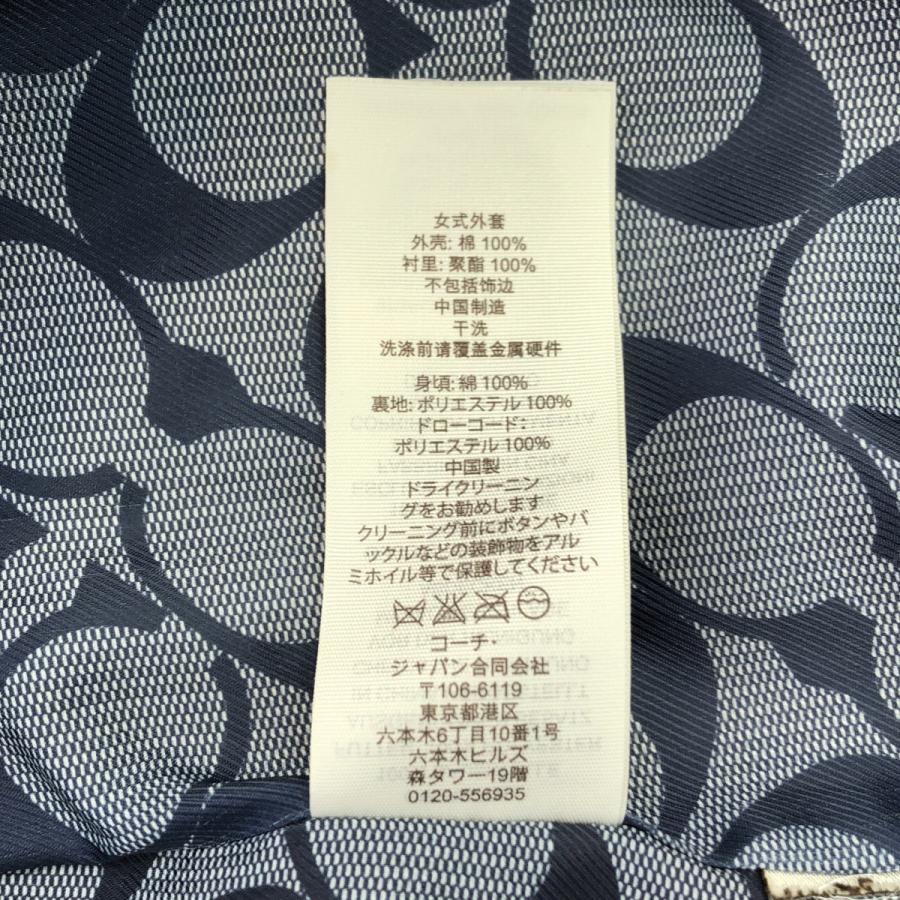 女式外套
外壳: 棉 100%
衬里: 聚酯 100%
不包括饰边
中国制造
干洗
洗涤前请覆盖金属硬件
身頃: 綿 100%
裏地: ポリエステル 100%
ドローコード:
ポリエステル 100%
中国製
ドライクリーニン
グをお勧めします
クリーニング前にボタンやバ
ックルなどの装飾物をアル
ミホイル等で保護してください
コーチ・
ジャパン合同会社
〒106-6119
東京都港区
六本木6丁目10番1号
六本木ヒルズ
森タワー19階
0120-556935